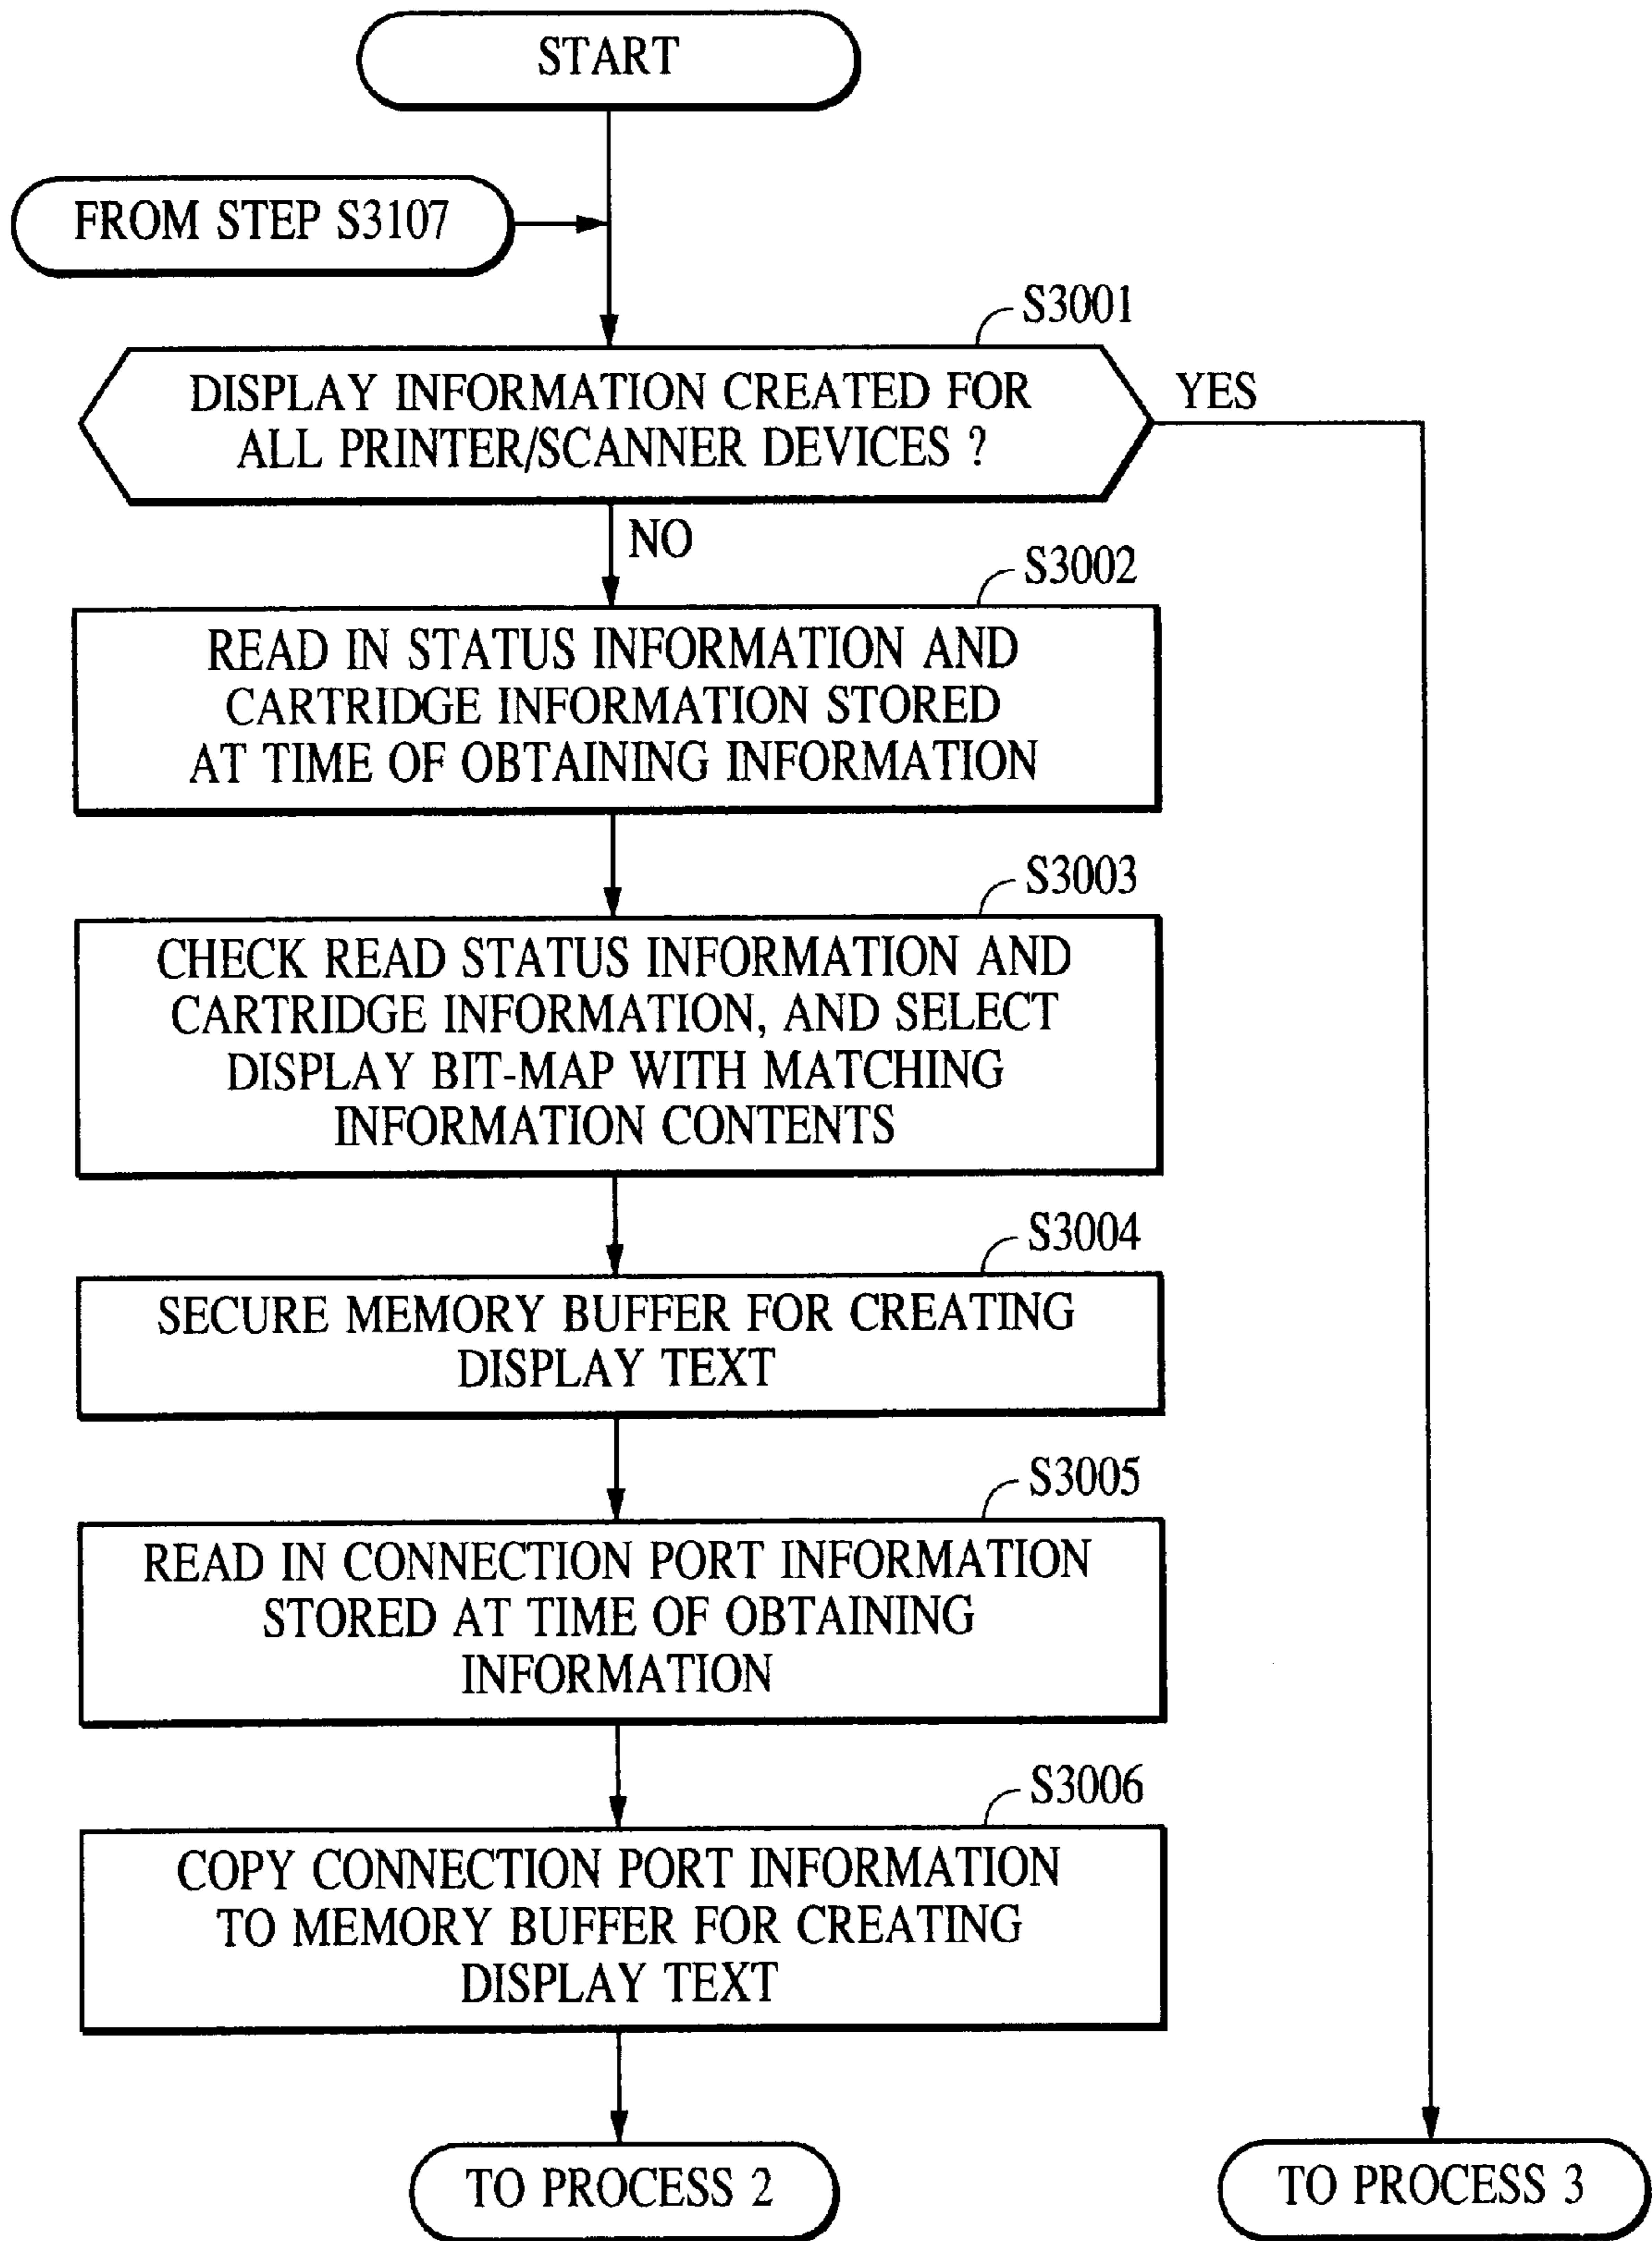 START
FROM STEP S3107
S3001
DISPLAY INFORMATION CREATED FOR
ALL PRINTER/SCANNER DEVICES ?
YES
NO
S3002
READ IN STATUS INFORMATION AND
CARTRIDGE INFORMATION STORED
AT TIME OF OBTAINING INFORMATION
S3003
CHECK READ STATUS INFORMATION AND
CARTRIDGE INFORMATION, AND SELECT
DISPLAY BIT-MAP WITH MATCHING
INFORMATION CONTENTS
S3004
SECURE MEMORY BUFFER FOR CREATING
DISPLAY TEXT
S3005
READ IN CONNECTION PORT INFORMATION
STORED AT TIME OF OBTAINING
INFORMATION
S3006
COPY CONNECTION PORT INFORMATION
TO MEMORY BUFFER FOR CREATING
DISPLAY TEXT
TO PROCESS 2
TO PROCESS 3